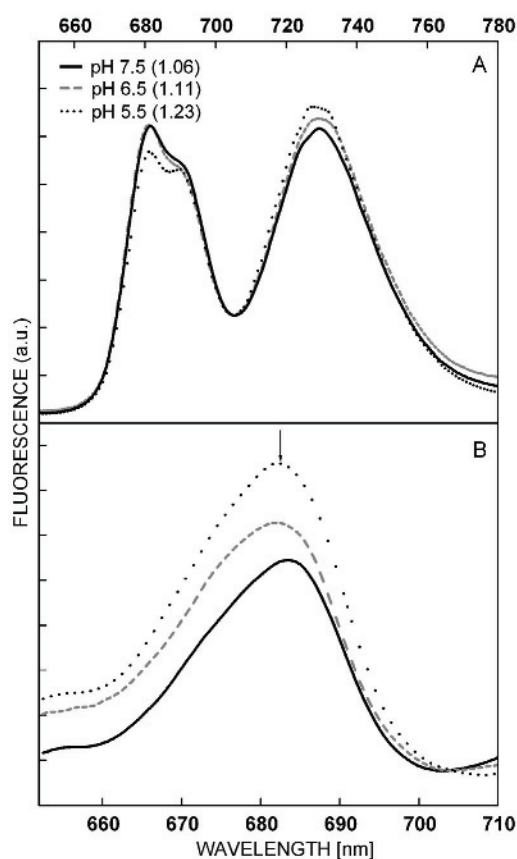 660 680 700 720 740 760 780
A
pH 7.5 (1.06)
pH 6.5 (1.11)
pH 5.5 (1.23)
FLUORESCENCE (a.u.)
B
660 670 682 690 700 710
WAVELENGTH [nm]